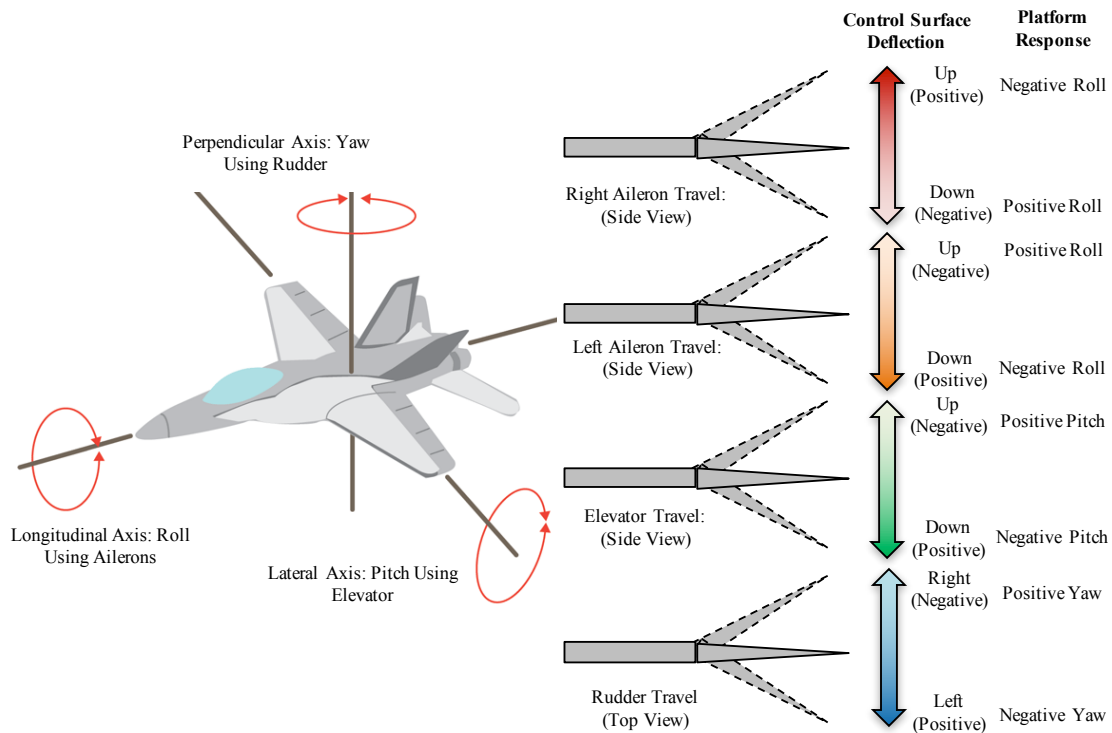 Control Surface
Deflection
Platform
Response
Perpendicular Axis: Yaw
Using Rudder
Longitudinal Axis: Roll
Using Ailerons
Lateral Axis: Pitch Using
Elevator
Up
(Positive)
Negative Roll
Right Aileron Travel:
(Side View)
Down
(Negative)
Positive Roll
Up
(Negative)
Positive Roll
Left Aileron Travel:
(Side View)
Down
(Positive)
Negative Roll
Up
(Negative)
Positive Pitch
Elevator Travel:
(Side View)
Down
(Positive)
Negative Pitch
Right
(Negative)
Positive Yaw
Rudder Travel
(Top View)
Left
(Positive)
Negative Yaw